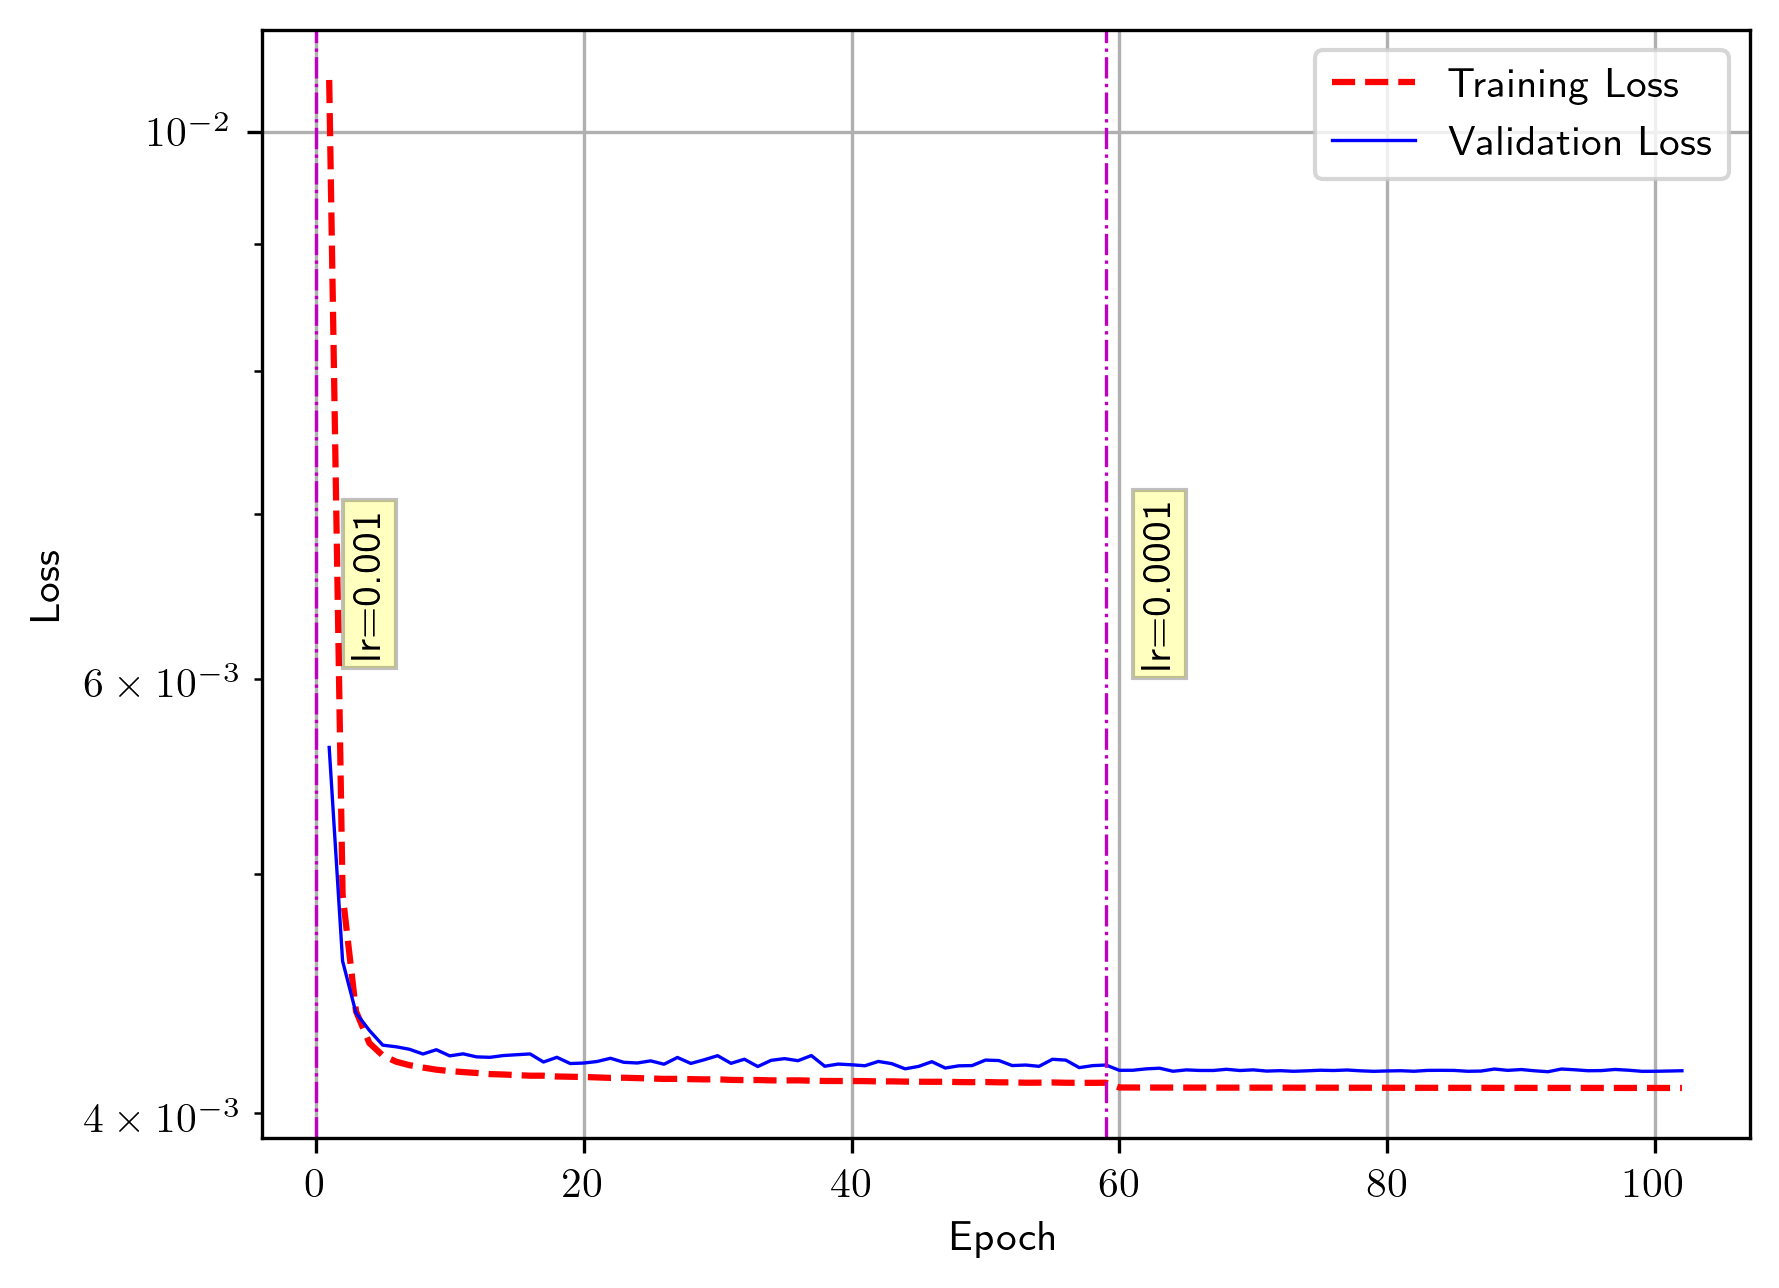 Training Loss
Validation Loss
10⁻²
6 × 10⁻³
4 × 10⁻³
Loss
lr=0.001
lr=0.0001
0 20 40 60 80 100
Epoch